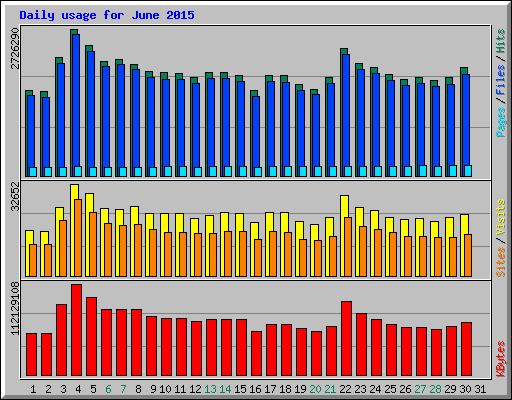 Daily usage for June 2015
2726290
Pages / Files / Hits
32652
Sites / Visits
112129108
KBytes
1 2 3 4 5 6 7 8 9 10 11 12 13 14 15 16 17 18 19 20 21 22 23 24 25 26 27 28 29 30 31